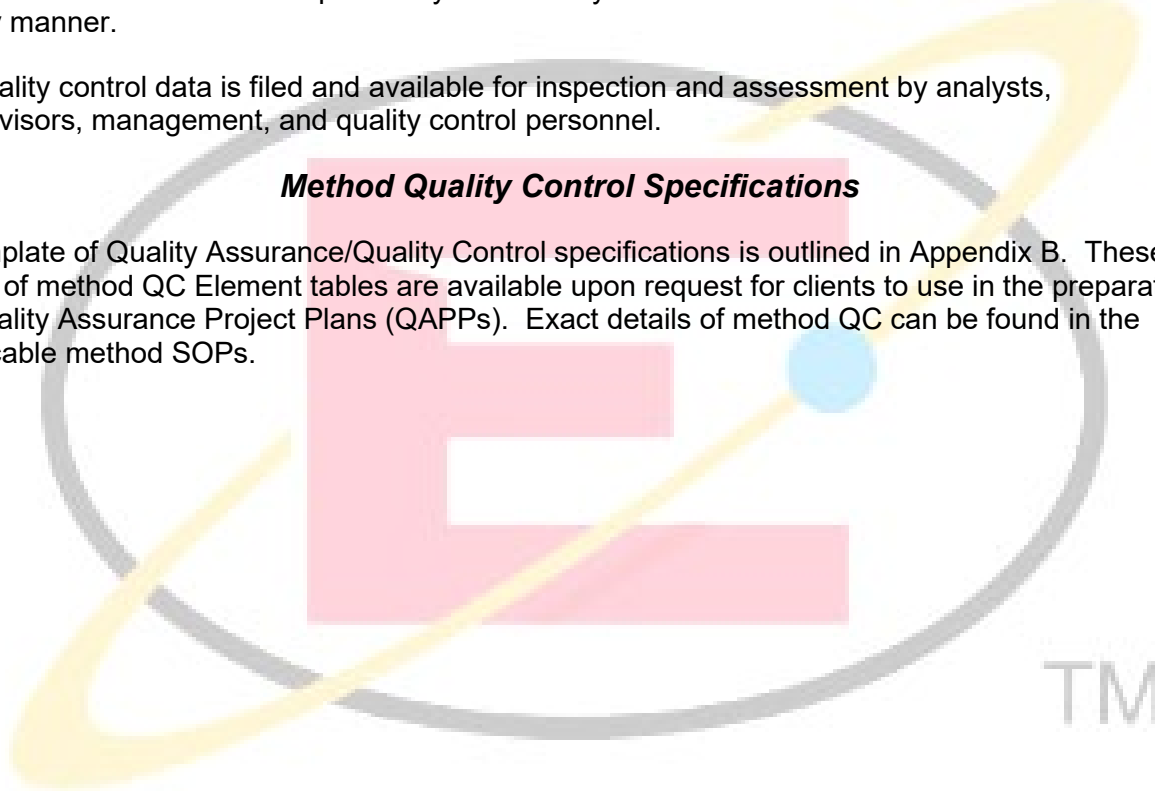 manner.
ality control data is filed and available for inspection and assessment by analysts,
visors, management, and quality control personnel.
Method Quality Control Specifications
plate of Quality Assurance/Quality Control specifications is outlined in Appendix B. These
of method QC Element tables are available upon request for clients to use in the preparat
ality Assurance Project Plans (QAPPs). Exact details of method QC can be found in the
cable method SOPs.
E
TM